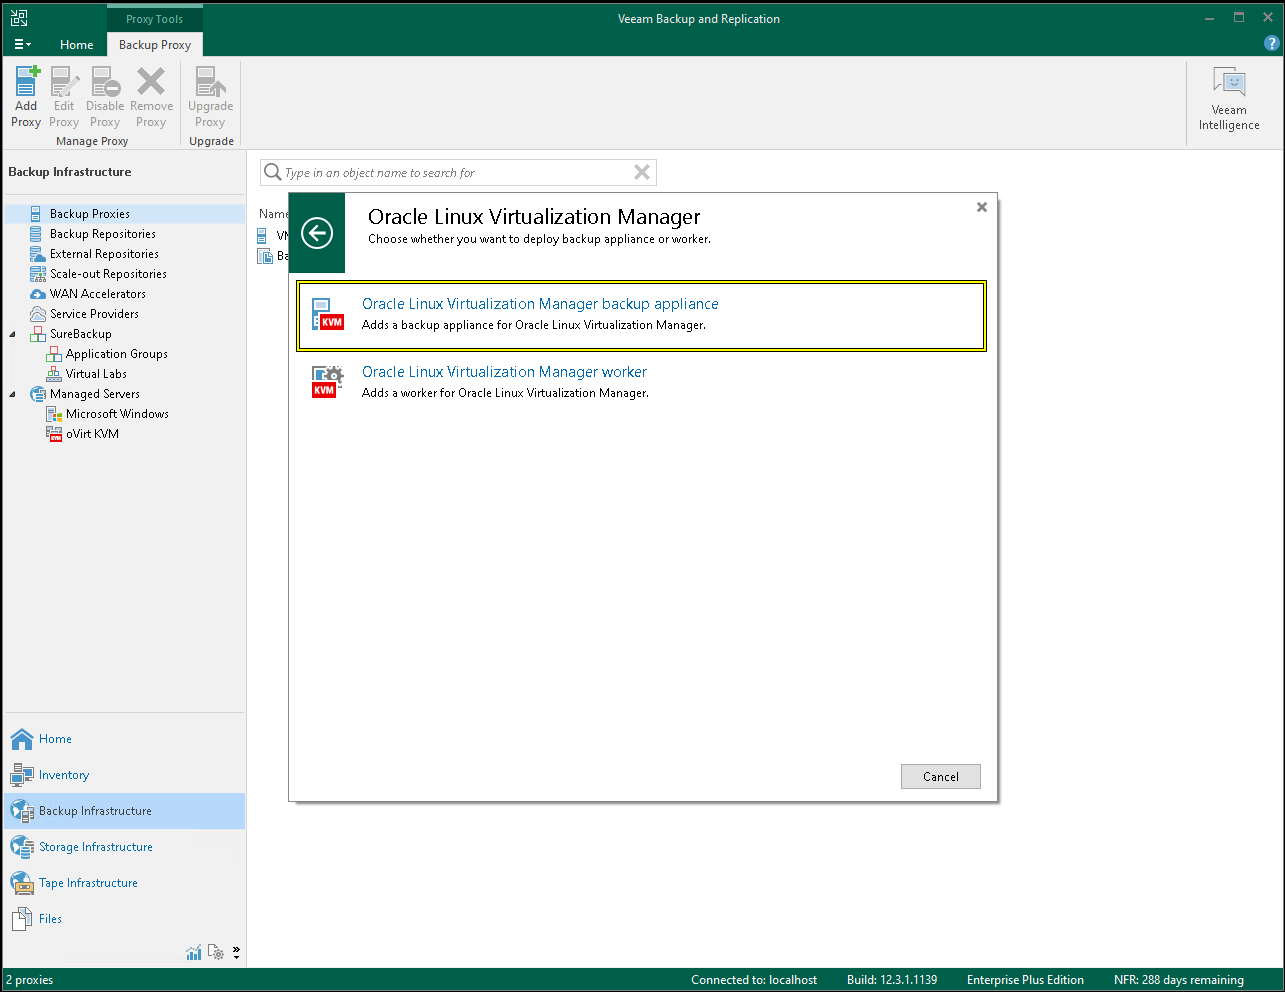 Proxy Tools
Veeam Backup and Replication
Home
Backup Proxy
Add Proxy
Edit Proxy
Disable Proxy
Remove Proxy
Upgrade Proxy
Manage Proxy
Upgrade
Veeam Intelligence
Backup Infrastructure
Type in an object name to search for
Backup Proxies
Backup Repositories
External Repositories
Scale-out Repositories
WAN Accelerators
Service Providers
SureBackup
Application Groups
Virtual Labs
Managed Servers
Microsoft Windows
oVirt KVM
Name
Oracle Linux Virtualization Manager
Choose whether you want to deploy backup appliance or worker.
KVM
Oracle Linux Virtualization Manager backup appliance
Adds a backup appliance for Oracle Linux Virtualization Manager.
KVM
Oracle Linux Virtualization Manager worker
Adds a worker for Oracle Linux Virtualization Manager.
Cancel
Home
Inventory
Backup Infrastructure
Storage Infrastructure
Tape Infrastructure
Files
2 proxies
Connected to: localhost
Build: 12.3.1.1139
Enterprise Plus Edition
NFR: 288 days remaining